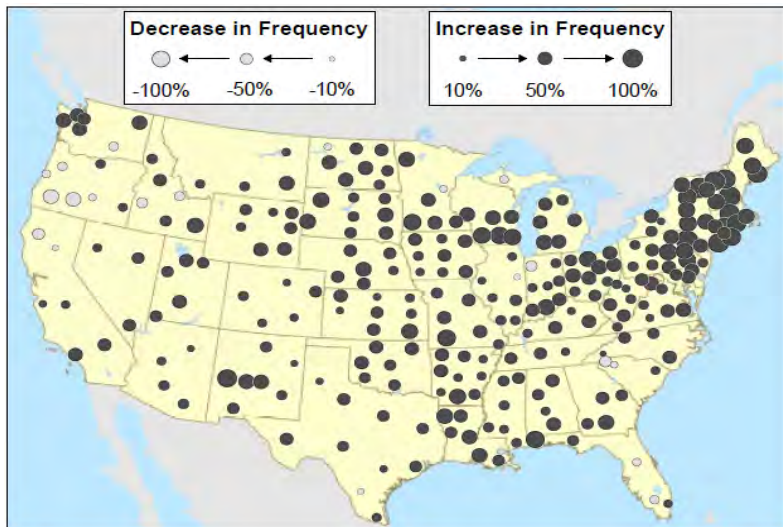 Decrease in Frequency
-100% -50% -10%
Increase in Frequency
10% 50% 100%